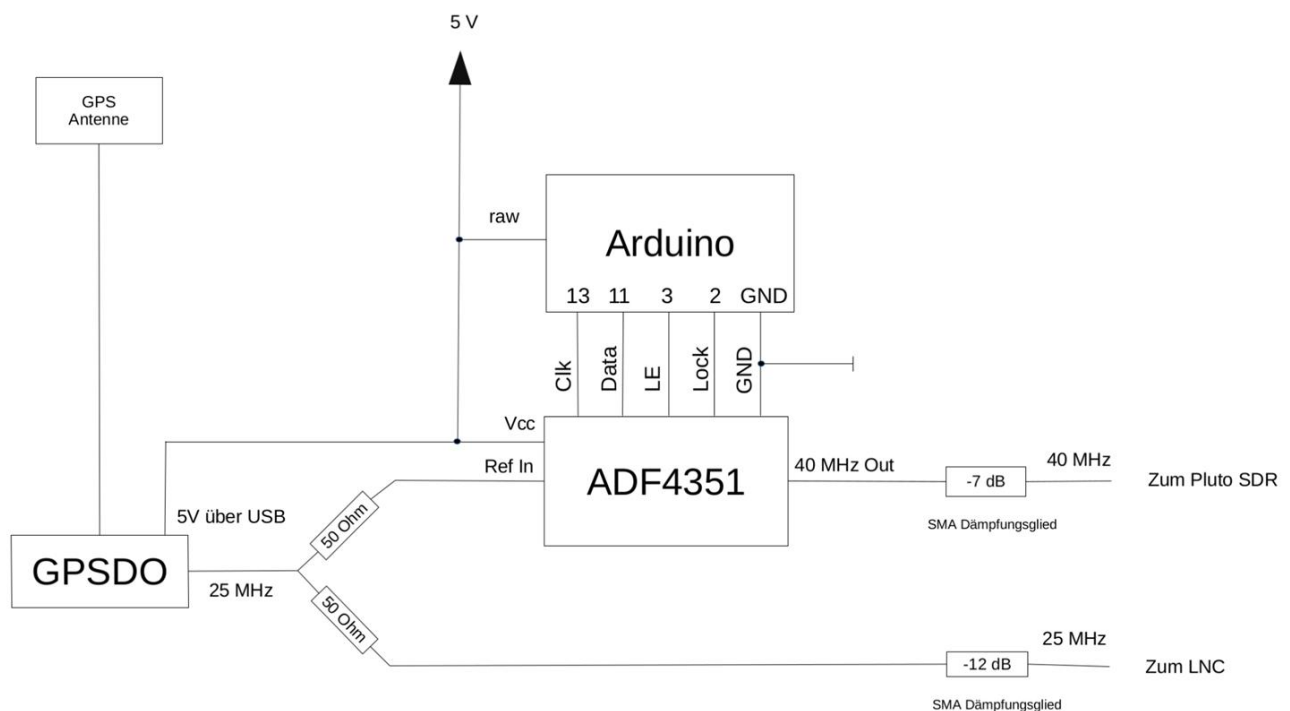 5 V
GPS
Antenne
raw
Arduino
13 11 3 2 GND
Clk
Data
LE
Lock
GND
Vcc
Ref In
ADF4351
40 MHz Out
-7 dB
40 MHz
Zum Pluto SDR
SMA Dämpfungsglied
5V über USB
50 Ohm
GPSDO
25 MHz
50 Ohm
-12 dB
25 MHz
Zum LNC
SMA Dämpfungsglied